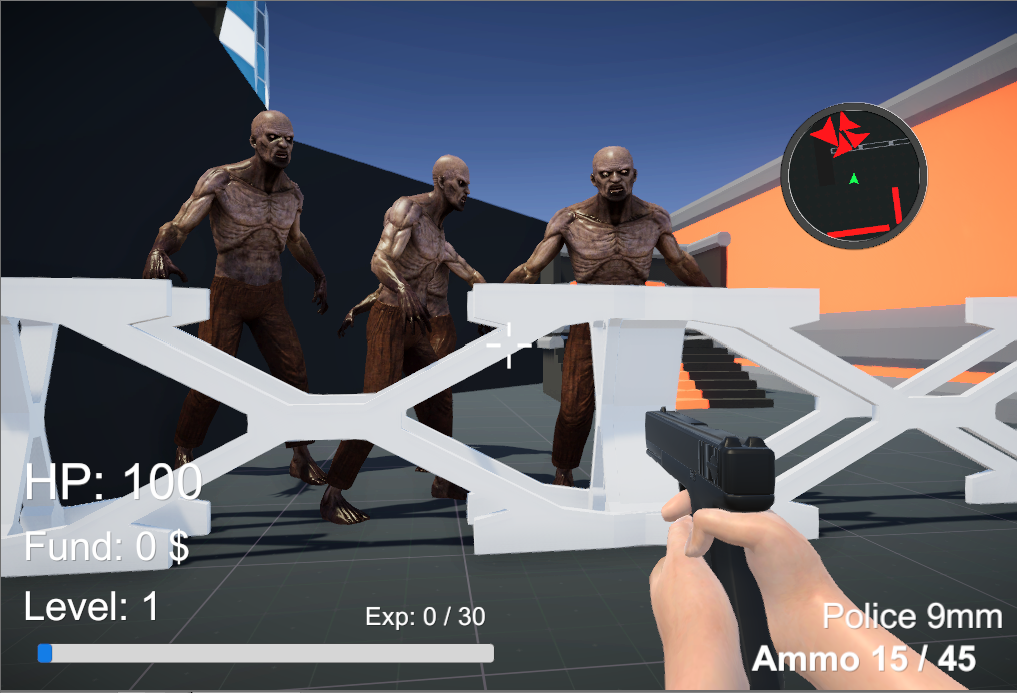 HP: 100
Fund: 0 $
Level: 1
Exp: 0 / 30
Police 9mm
Ammo 15 / 45